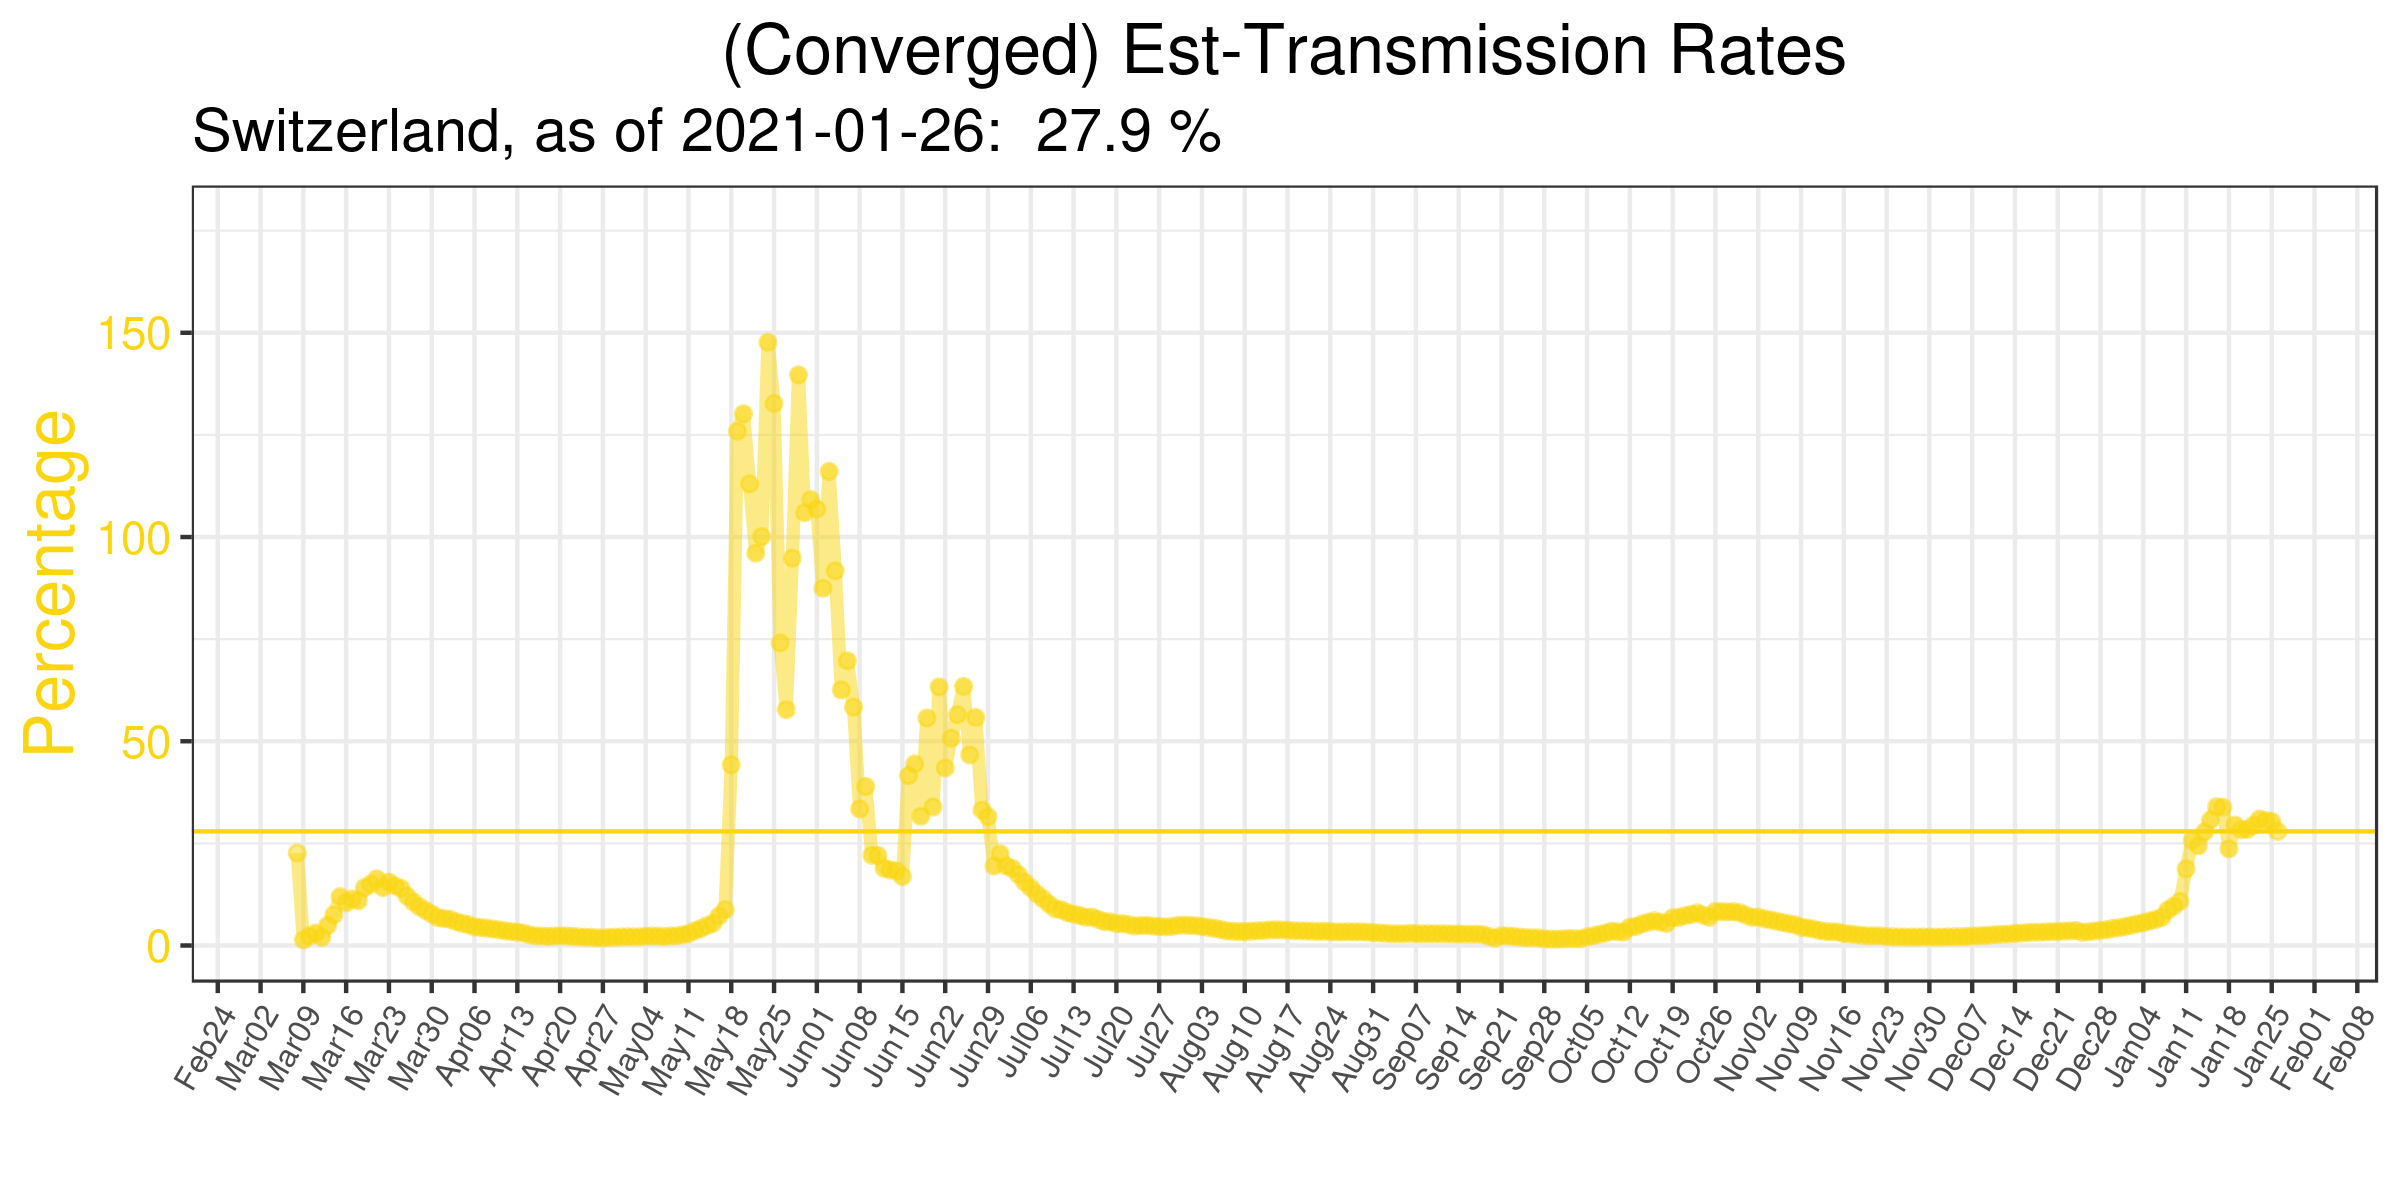 (Converged) Est-Transmission Rates
Switzerland, as of 2021-01-26:  27.9 %
Percentage
150
100
50
0
Feb24
Mar02
Mar09
Mar16
Mar23
Mar30
Apr06
Apr13
Apr20
Apr27
May04
May11
May18
May25
Jun01
Jun08
Jun15
Jun22
Jun29
Jul06
Jul13
Jul20
Jul27
Aug03
Aug10
Aug17
Aug24
Aug31
Sep07
Sep14
Sep21
Sep28
Oct05
Oct12
Oct19
Oct26
Nov02
Nov09
Nov16
Nov23
Nov30
Dec07
Dec14
Dec21
Dec28
Jan04
Jan11
Jan18
Jan25
Feb01
Feb08